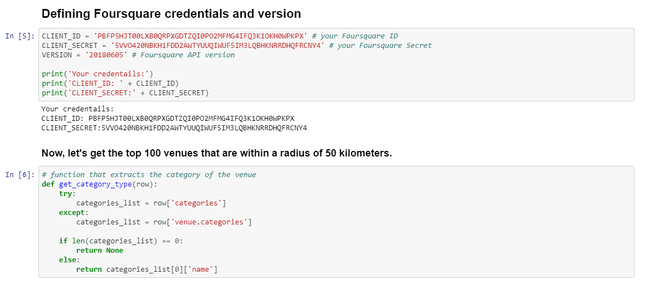 Defining Foursquare credentials and version
In [5]: CLIENT_ID = 'PBFPSHJT00LXB0QRPXGDTZQI0PO2MFMG4IFQ3K1OKH0WPKPX' # your Foursquare ID
CLIENT_SECRET = 'SVVO420NBKH1FDD2AWTYUUQIWUFSIM3LQBHKNRRDHQFRCNY4' # your Foursquare Secret
VERSION = '20180605' # Foursquare API version
print('Your credentails:')
print('CLIENT_ID: ' + CLIENT_ID)
print('CLIENT_SECRET:' + CLIENT_SECRET)
Your credentails:
CLIENT_ID: PBFPSHJT00LXB0QRPXGDTZQI0PO2MFMG4IFQ3K1OKH0WPKPX
CLIENT_SECRET:SVVO420NBKH1FDD2AWTYUUQIWUFSIM3LQBHKNRRDHQFRCNY4
Now, let's get the top 100 venues that are within a radius of 50 kilometers.
In [6]: # function that extracts the category of the venue
def get_category_type(row):
try:
categories_list = row['categories']
except:
categories_list = row['venue.categories']
if len(categories_list) == 0:
return None
else:
return categories_list[0]['name']